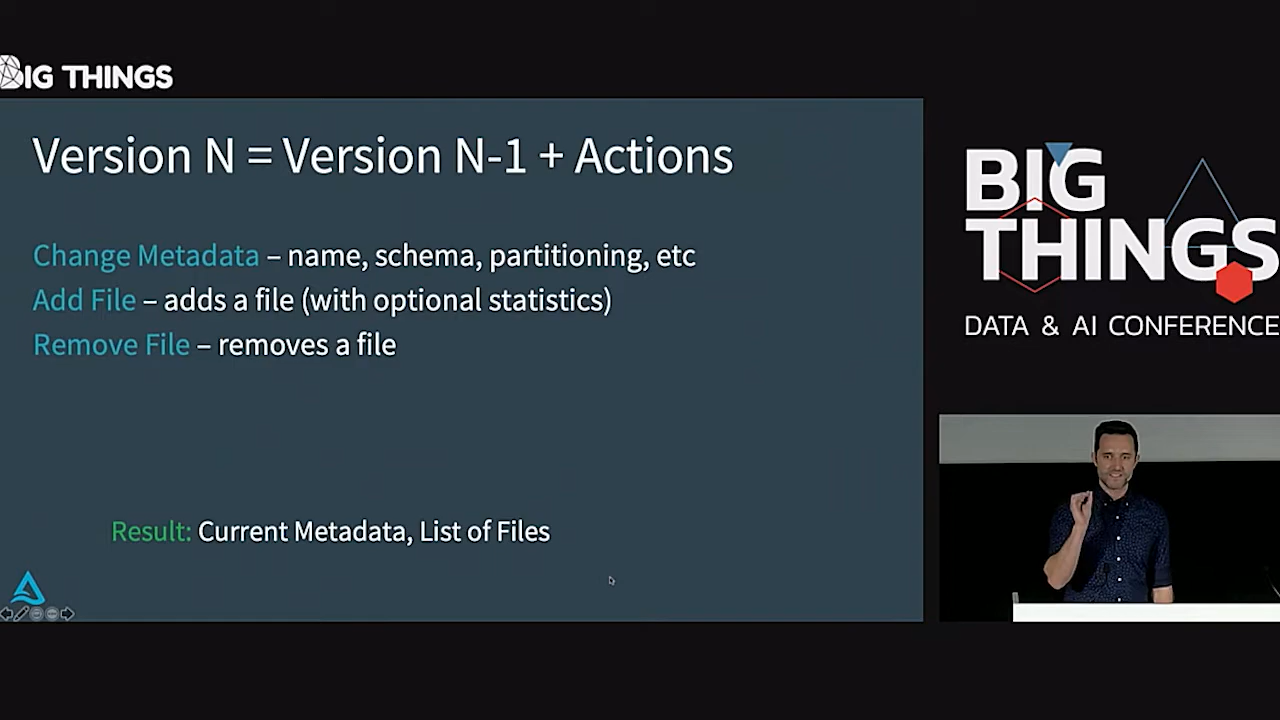 BIG THINGS
Version N = Version N-1 + Actions
Change Metadata – name, schema, partitioning, etc
Add File – adds a file (with optional statistics)
Remove File – removes a file
Result: Current Metadata, List of Files
BIG
THINGS
DATA & AI CONFERENCE